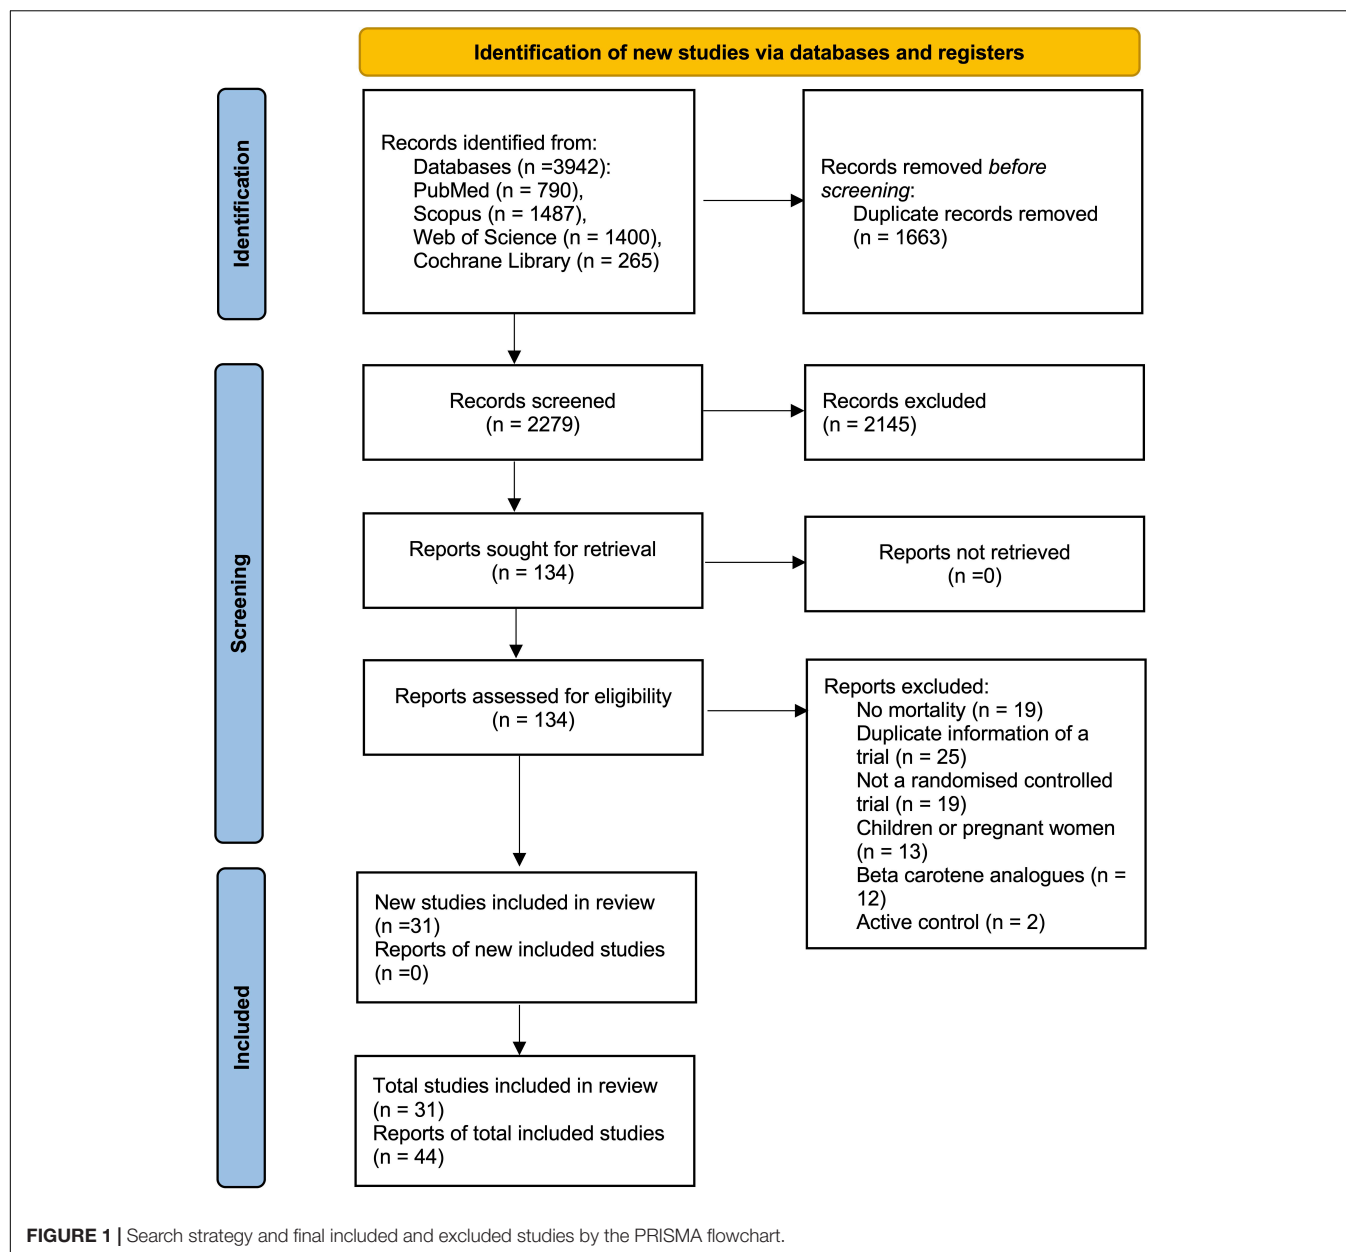 Identification of new studies via databases and registers
Identification
Records identified from:
Databases (n =3942):
PubMed (n = 790),
Scopus (n = 1487),
Web of Science (n = 1400),
Cochrane Library (n = 265)
Records removed before
screening:
Duplicate records removed
(n = 1663)
Screening
Records screened
(n = 2279)
Records excluded
(n = 2145)
Reports sought for retrieval
(n = 134)
Reports not retrieved
(n =0)
Reports assessed for eligibility
(n = 134)
Reports excluded:
No mortality (n = 19)
Duplicate information of a
trial (n = 25)
Not a randomised controlled
trial (n = 19)
Children or pregnant women
(n = 13)
Beta carotene analogues (n =
12)
Active control (n = 2)
Included
New studies included in review
(n =31)
Reports of new included studies
(n =0)
Total studies included in review
(n = 31)
Reports of total included studies
(n = 44)
FIGURE 1 | Search strategy and final included and excluded studies by the PRISMA flowchart.